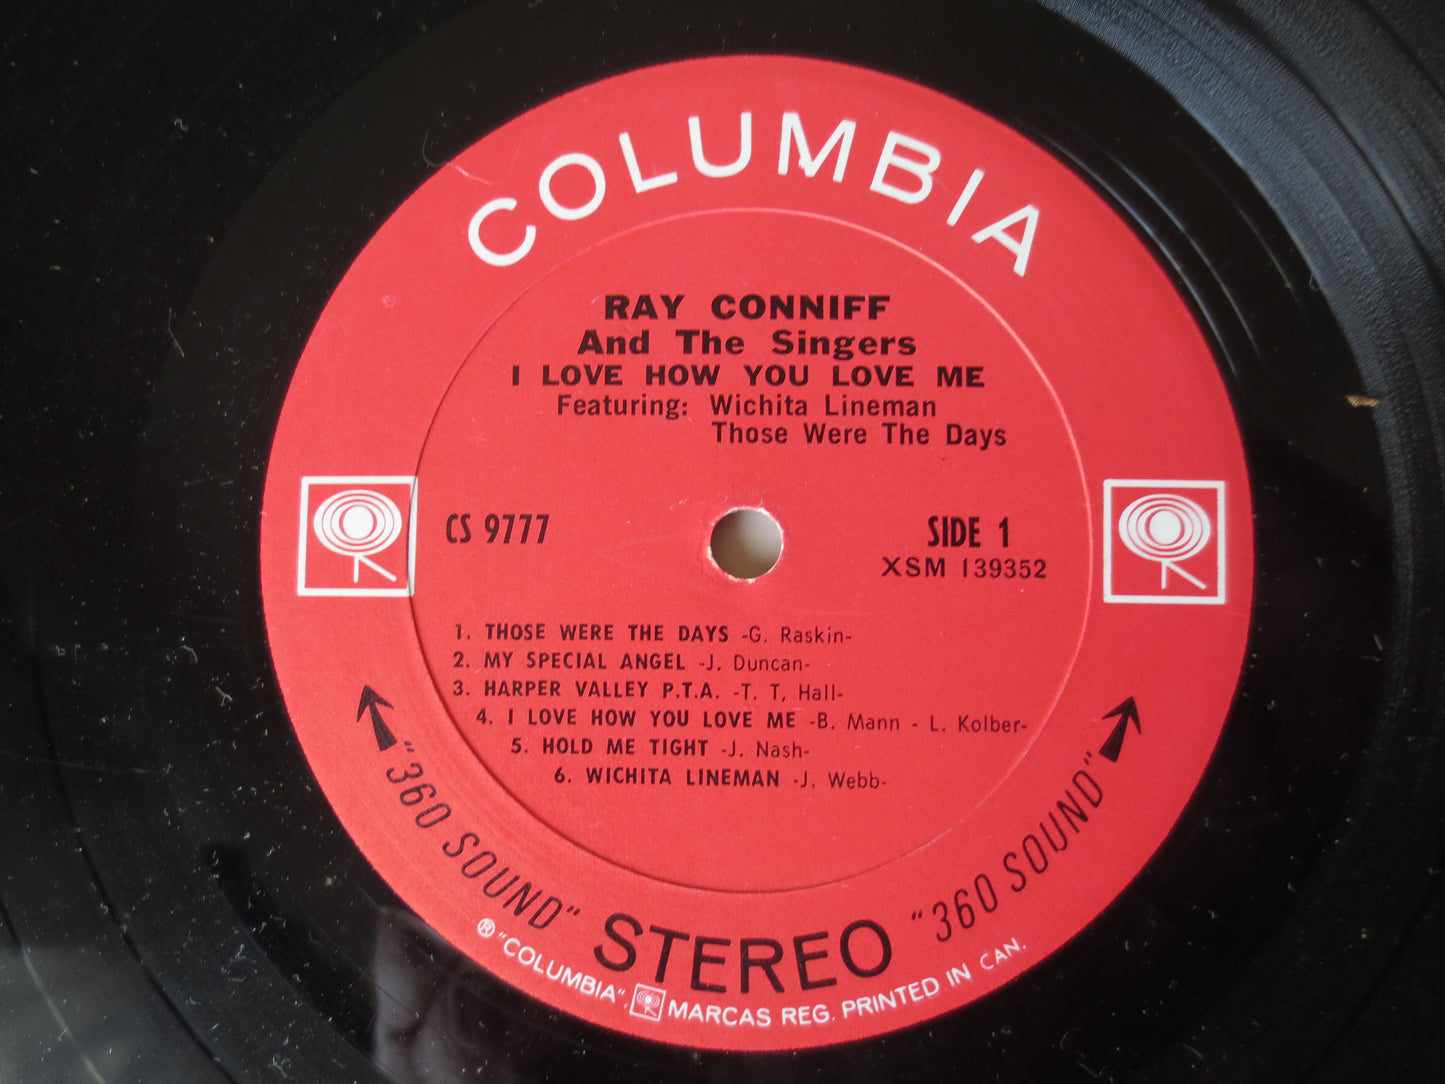 COLUMBIA
RAY CONNIFF
And The Singers
I LOVE HOW YOU LOVE ME
Featuring: Wichita Lineman
Those Were The Days
CS 9777
SIDE 1
XSM 139352
1. THOSE WERE THE DAYS -G. Raskin-
2. MY SPECIAL ANGEL -J. Duncan-
3. HARPER VALLEY P.T.A. -T. T, Hall-
4. I LOVE HOW YOU LOVE ME -B. Mann - L. Kolber-
5. HOLD ME TIGHT -J. Nash-
6. WICHITA LINEMAN -J. Webb-
"360 SOUND" STEREO "360 SOUND"
® "COLUMBIA", MARCAS REG. PRINTED IN CAN.